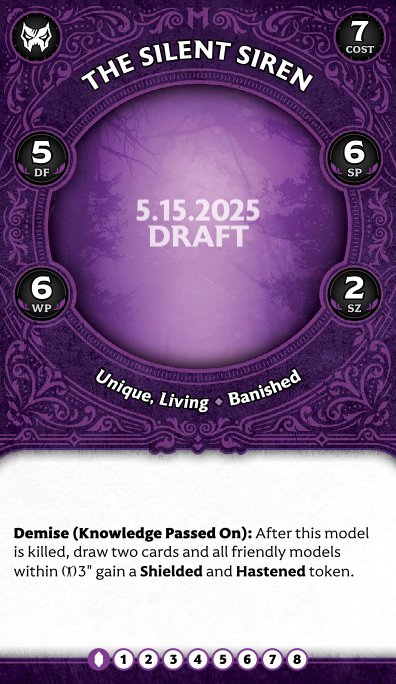 M
THE SILENT SIREN
7
COST
5
DF
6
SP
5.15.2025
DRAFT
6
WP
2
SZ
Unique, Living ◆ Banished
Demise (Knowledge Passed On): After this model
is killed, draw two cards and all friendly models
within 3" gain a Shielded and Hastened token.
1 2 3 4 5 6 7 8